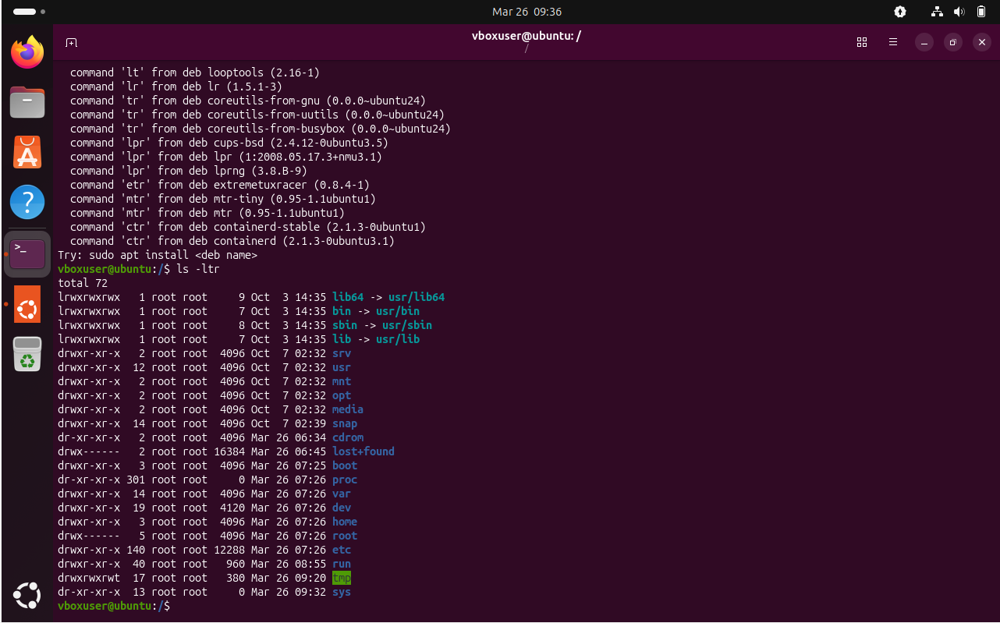 Mar 26 09:36
vboxuser@ubuntu: /
/
command 'lt' from deb looptools (2.16-1)
command 'lr' from deb lr (1.5.1-3)
command 'tr' from deb coreutils-from-gnu (0.0.0~ubuntu24)
command 'tr' from deb coreutils-from-uutils (0.0.0~ubuntu24)
command 'tr' from deb coreutils-from-busybox (0.0.0~ubuntu24)
command 'lpr' from deb cups-bsd (2.4.12-0ubuntu3.5)
command 'lpr' from deb lpr (1:2008.05.17.3+nmu3.1)
command 'lpr' from deb lprng (3.8.B-9)
command 'etr' from deb extremetuxracer (0.8.4-1)
command 'mtr' from deb mtr-tiny (0.95-1.1ubuntu1)
command 'mtr' from deb mtr (0.95-1.1ubuntu1)
command 'ctr' from deb containerd-stable (2.1.3-0ubuntu1)
command 'ctr' from deb containerd (2.1.3-0ubuntu3.1)
Try: sudo apt install <deb name>
vboxuser@ubuntu:/$ ls -ltr
total 72
lrwxrwxrwx   1 root root     9 Oct  3 14:35 lib64 -> usr/lib64
lrwxrwxrwx   1 root root     7 Oct  3 14:35 bin -> usr/bin
lrwxrwxrwx   1 root root     8 Oct  3 14:35 sbin -> usr/sbin
lrwxrwxrwx   1 root root     7 Oct  3 14:35 lib -> usr/lib
drwxr-xr-x   2 root root  4096 Oct  7 02:32 srv
drwxr-xr-x  12 root root  4096 Oct  7 02:32 usr
drwxr-xr-x   2 root root  4096 Oct  7 02:32 mnt
drwxr-xr-x   2 root root  4096 Oct  7 02:32 opt
drwxr-xr-x   2 root root  4096 Oct  7 02:32 media
drwxr-xr-x  14 root root  4096 Oct  7 02:39 snap
dr-xr-xr-x   2 root root  4096 Mar 26 06:34 cdrom
drwx------   2 root root 16384 Mar 26 06:45 lost+found
drwxr-xr-x   3 root root  4096 Mar 26 07:25 boot
dr-xr-xr-x 301 root root     0 Mar 26 07:26 proc
drwxr-xr-x  14 root root  4096 Mar 26 07:26 var
drwxr-xr-x  19 root root  4120 Mar 26 07:26 dev
drwxr-xr-x   3 root root  4096 Mar 26 07:26 home
drwx------   5 root root  4096 Mar 26 07:26 root
drwxr-xr-x 140 root root 12288 Mar 26 07:26 etc
drwxr-xr-x  40 root root   960 Mar 26 08:55 run
drwxrwxrwt  17 root root   380 Mar 26 09:20 tmp
dr-xr-xr-x  13 root root     0 Mar 26 09:32 sys
vboxuser@ubuntu:/$